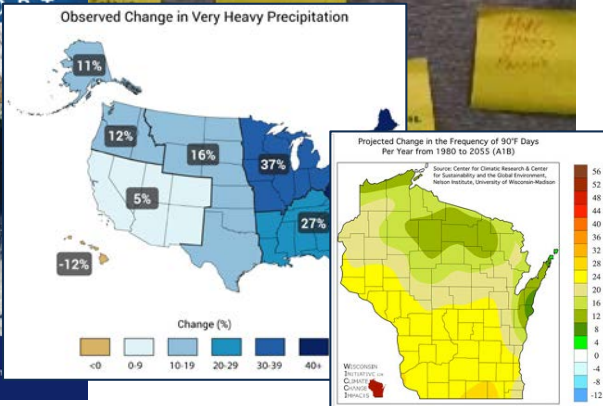 Observed Change in Very Heavy Precipitation
11%
12%
16%
37%
5%
27%
-12%
Change (%)
<0
0-9
10-19
20-29
30-39
40+
Projected Change in the Frequency of 90°F Days
Per Year from 1980 to 2055 (A1B)
Source: Center for Climatic Research & Center
for Sustainability and the Global Environment,
Nelson Institute, University of Wisconsin-Madison
56
52
48
44
40
36
32
28
24
20
16
12
8
4
0
-4
-8
-12
WISCONSIN
INITIATIVE ON
CLIMATE
CHANGE
IMPACTS